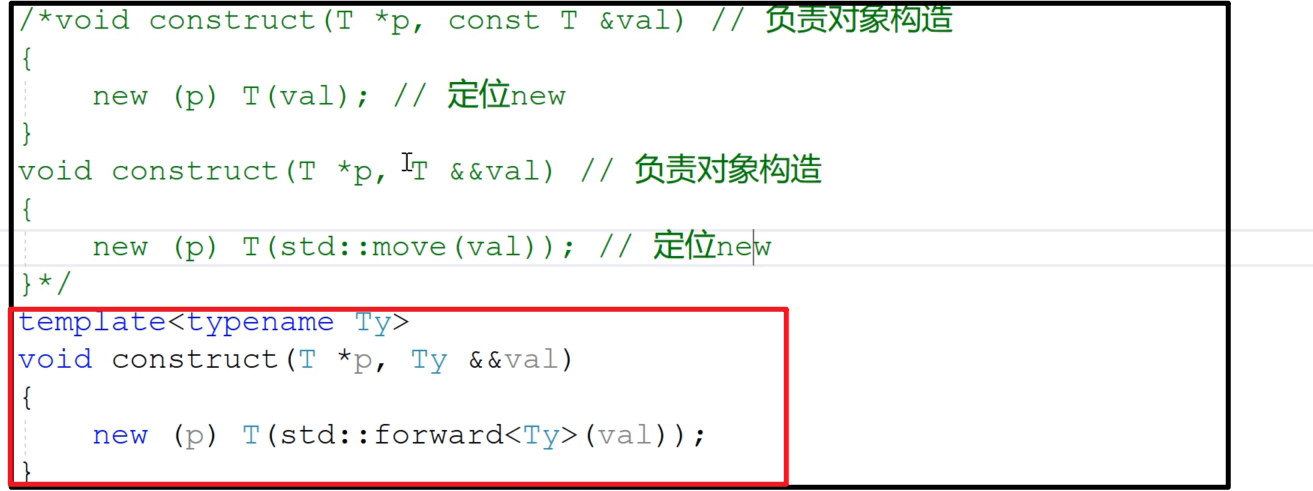 /*void construct(T *p, const T &val) // 负责对象构造
{
    new (p) T(val); // 定位new
}
void construct(T *p, T &&val) // 负责对象构造
{
    new (p) T(std::move(val)); // 定位new
}*/
template<typename Ty>
void construct(T *p, Ty &&val)
{
    new (p) T(std::forward<Ty>(val));
}